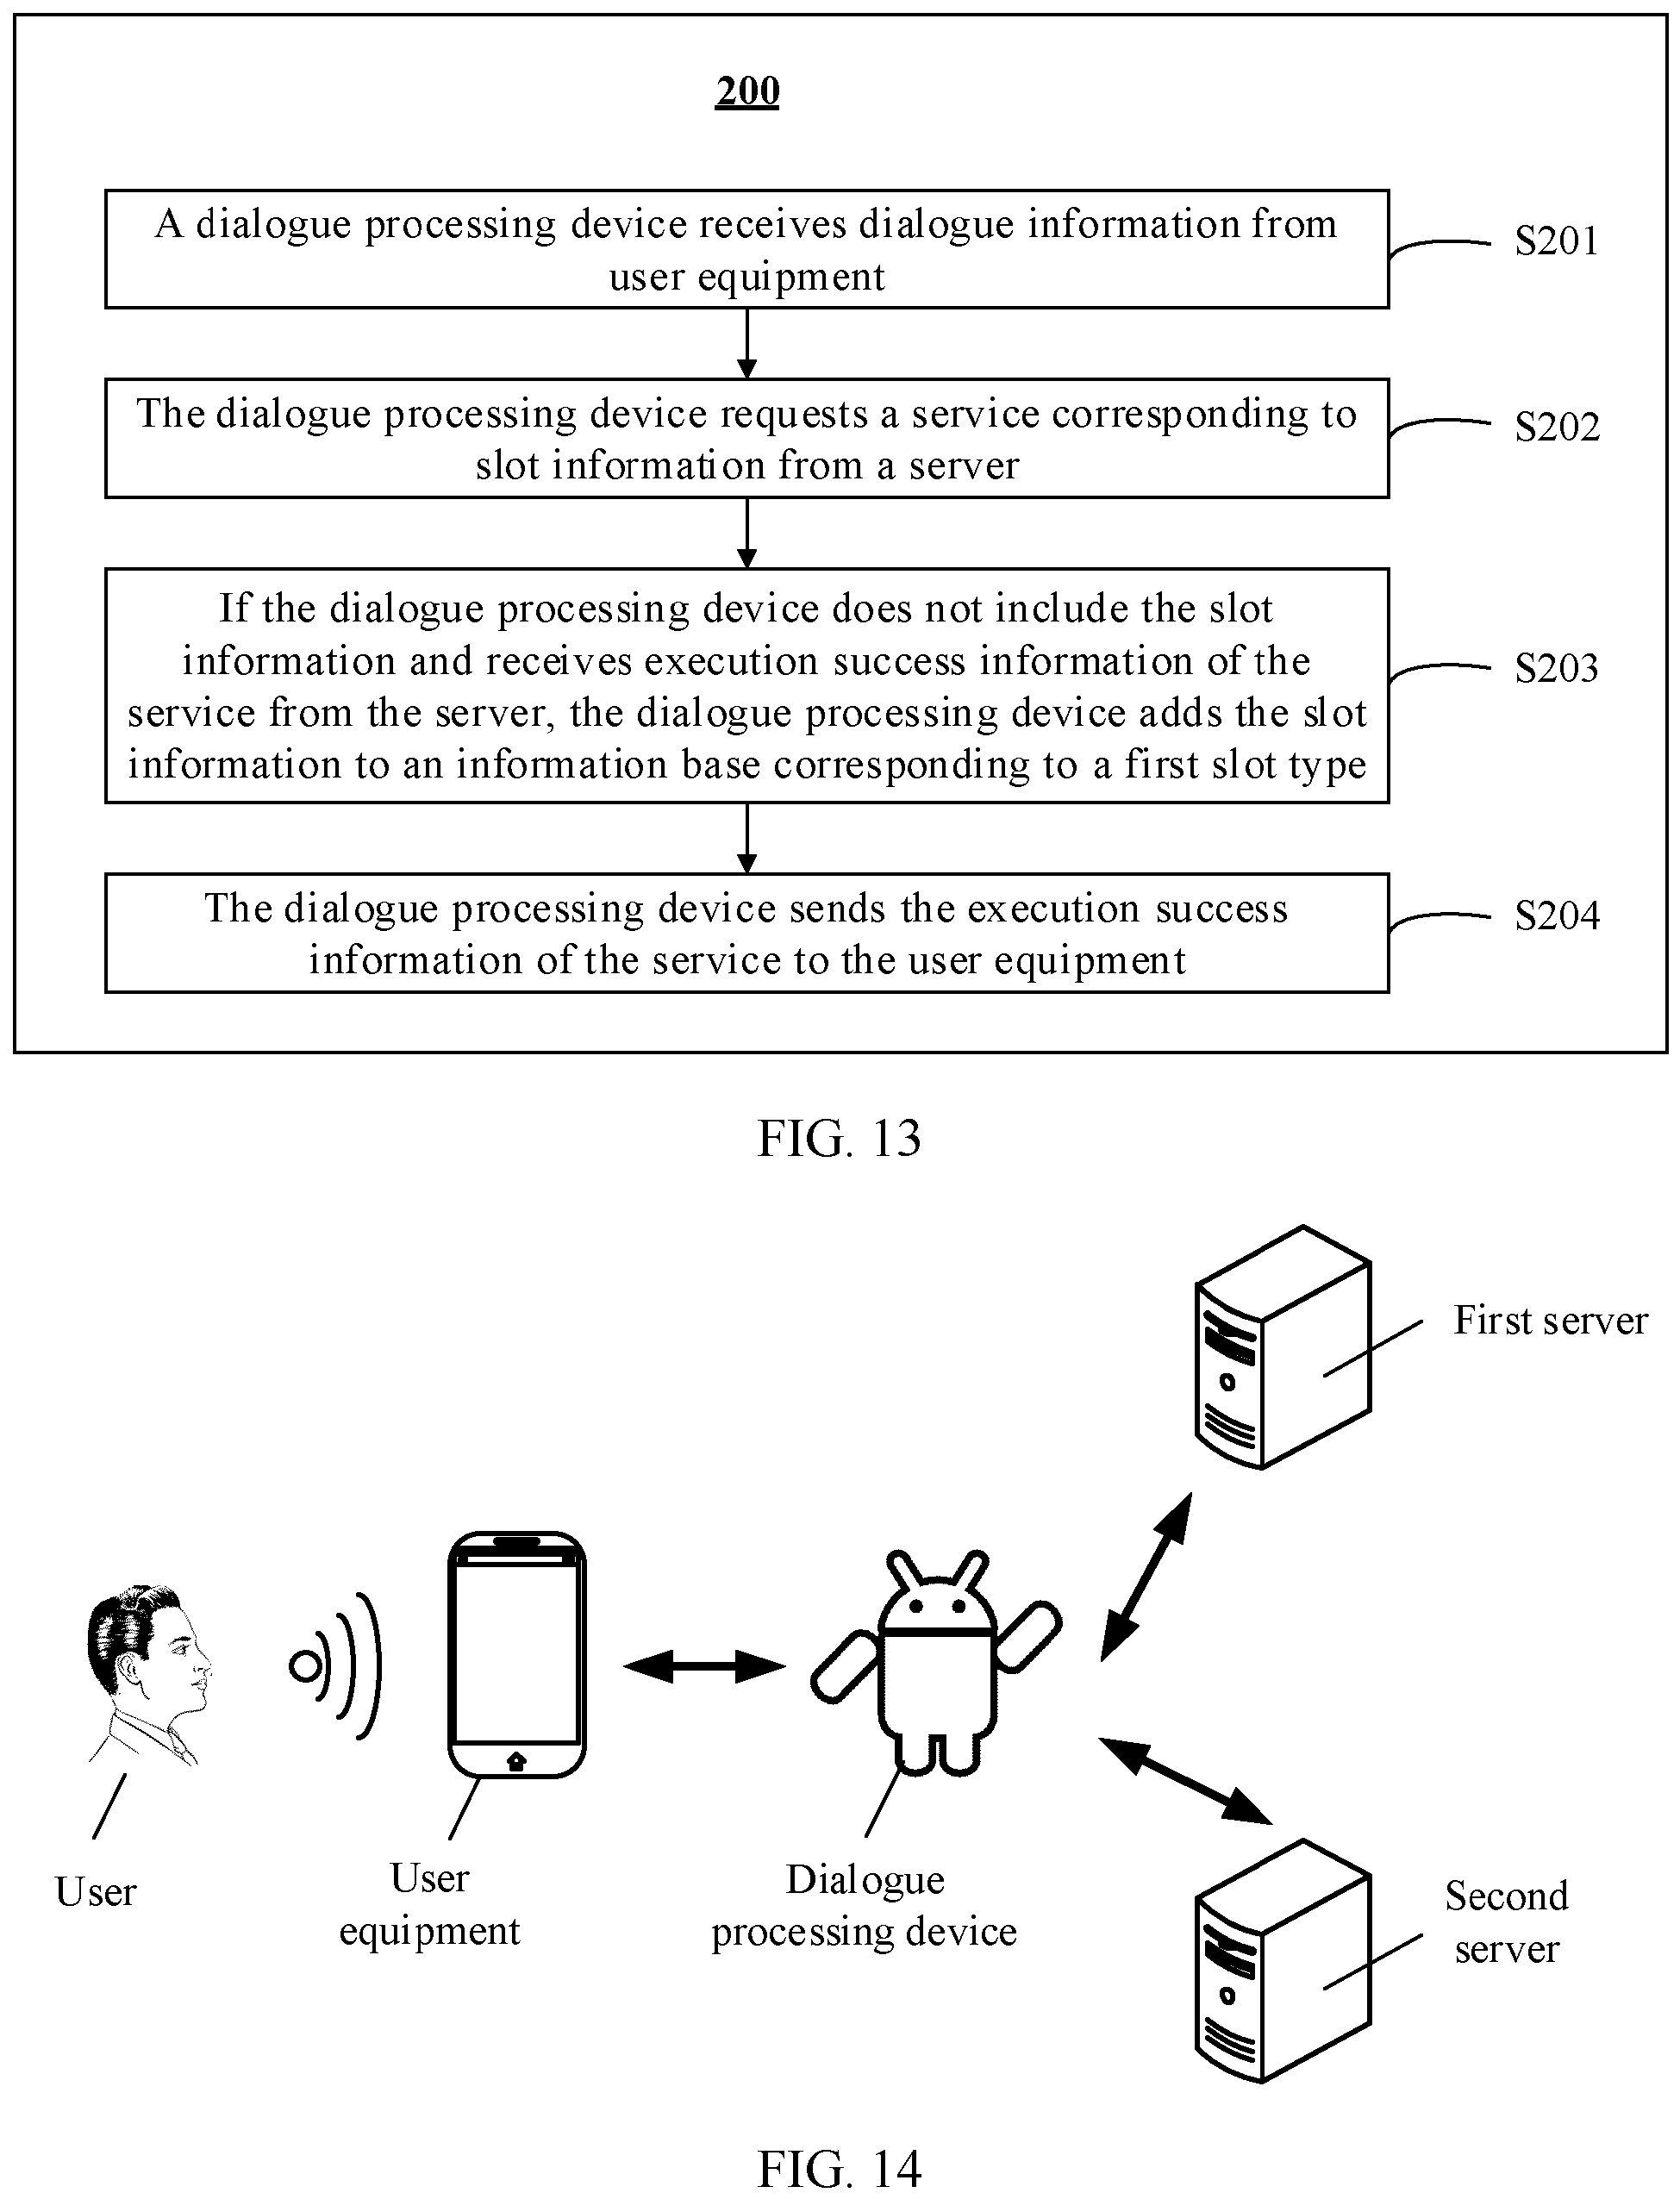 200
A dialogue processing device receives dialogue information from
user equipment
S201
The dialogue processing device requests a service corresponding to
slot information from a server
S202
If the dialogue processing device does not include the slot
information and receives execution success information of the
service from the server, the dialogue processing device adds the slot
information to an information base corresponding to a first slot type
S203
The dialogue processing device sends the execution success
information of the service to the user equipment
S204
FIG. 13
First server
User
User
equipment
Dialogue
processing device
Second
server
FIG. 14